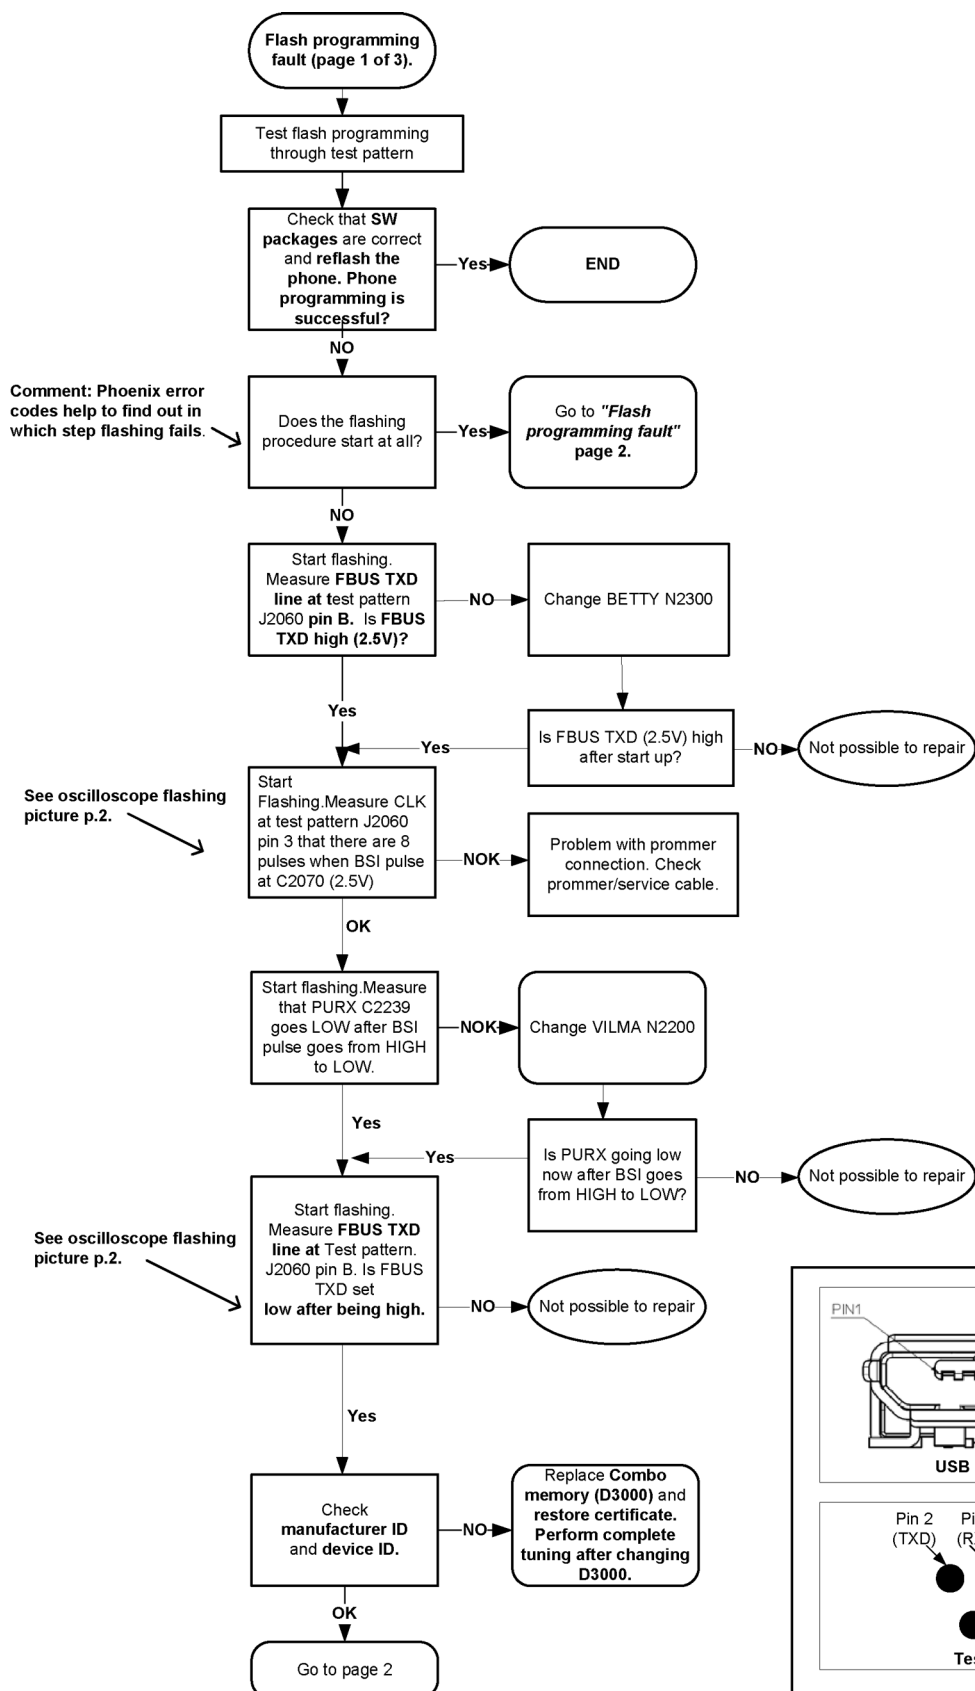 Flash programming
fault (page 1 of 3).
Test flash programming
through test pattern
Check that SW
packages are correct
and reflash the
phone. Phone
programming is
successful?
Yes
END
NO
Comment: Phoenix error
codes help to find out in
which step flashing fails.
Does the flashing
procedure start at all?
Yes
Go to "Flash
programming fault"
page 2.
NO
Start flashing.
Measure FBUS TXD
line at test pattern
J2060 pin B. Is FBUS
TXD high (2.5V)?
NO
Change BETTY N2300
Yes
Is FBUS TXD (2.5V) high
after start up?
Yes
NO
Not possible to repair
See oscilloscope flashing
picture p.2.
Start
Flashing.Measure CLK
at test pattern J2060
pin 3 that there are 8
pulses when BSI pulse
at C2070 (2.5V)
NOK
Problem with prommer
connection. Check
prommer/service cable.
OK
Start flashing.Measure
that PURX C2239
goes LOW after BSI
pulse goes from HIGH
to LOW.
NOK
Change VILMA N2200
Yes
Is PURX going low
now after BSI goes
from HIGH to LOW?
Yes
NO
Not possible to repair
See oscilloscope flashing
picture p.2.
Start flashing.
Measure FBUS TXD
line at Test pattern.
J2060 pin B. Is FBUS
TXD set
low after being high.
NO
Not possible to repair
PIN1
USB
Yes
Check
manufacturer ID
and device ID.
NO
Replace Combo
memory (D3000) and
restore certificate.
Perform complete
tuning after changing
D3000.
Pin 2
(TXD)
Pi
(R
Tes
OK
Go to page 2